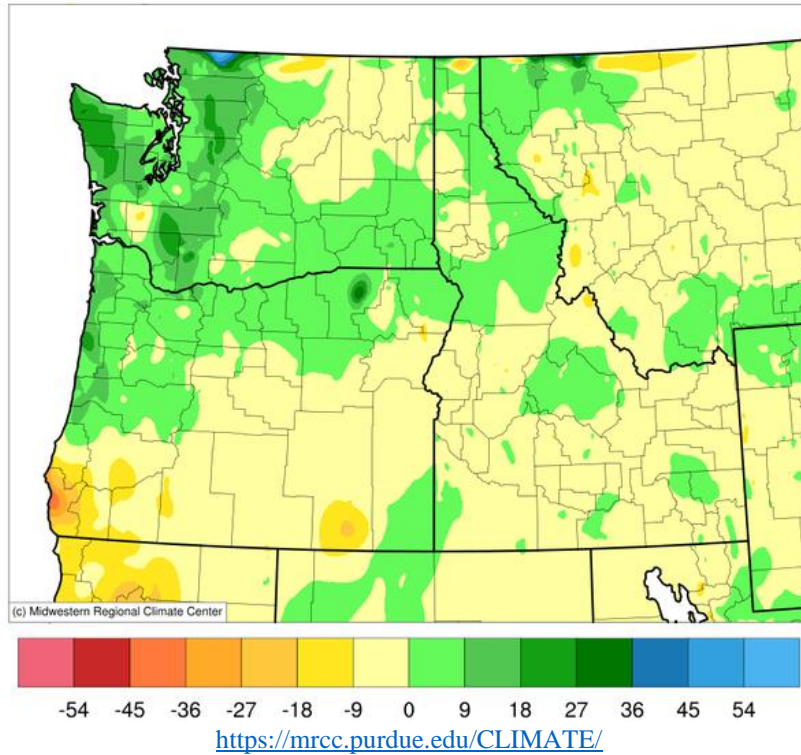 (c) Midwestern Regional Climate Center
-54 -45 -36 -27 -18 -9 0 9 18 27 36 45 54
https://mrcc.purdue.edu/CLIMATE/